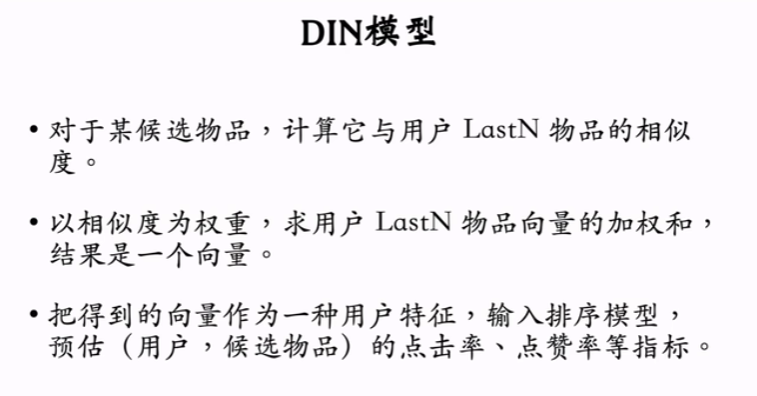 DIN模型
• 对于某候选物品，计算它与用户 LastN 物品的相似
度。
• 以相似度为权重，求用户 LastN 物品向量的加权和，
结果是一个向量。
• 把得到的向量作为一种用户特征，输入排序模型，
预估（用户，候选物品）的点击率、点赞率等指标。